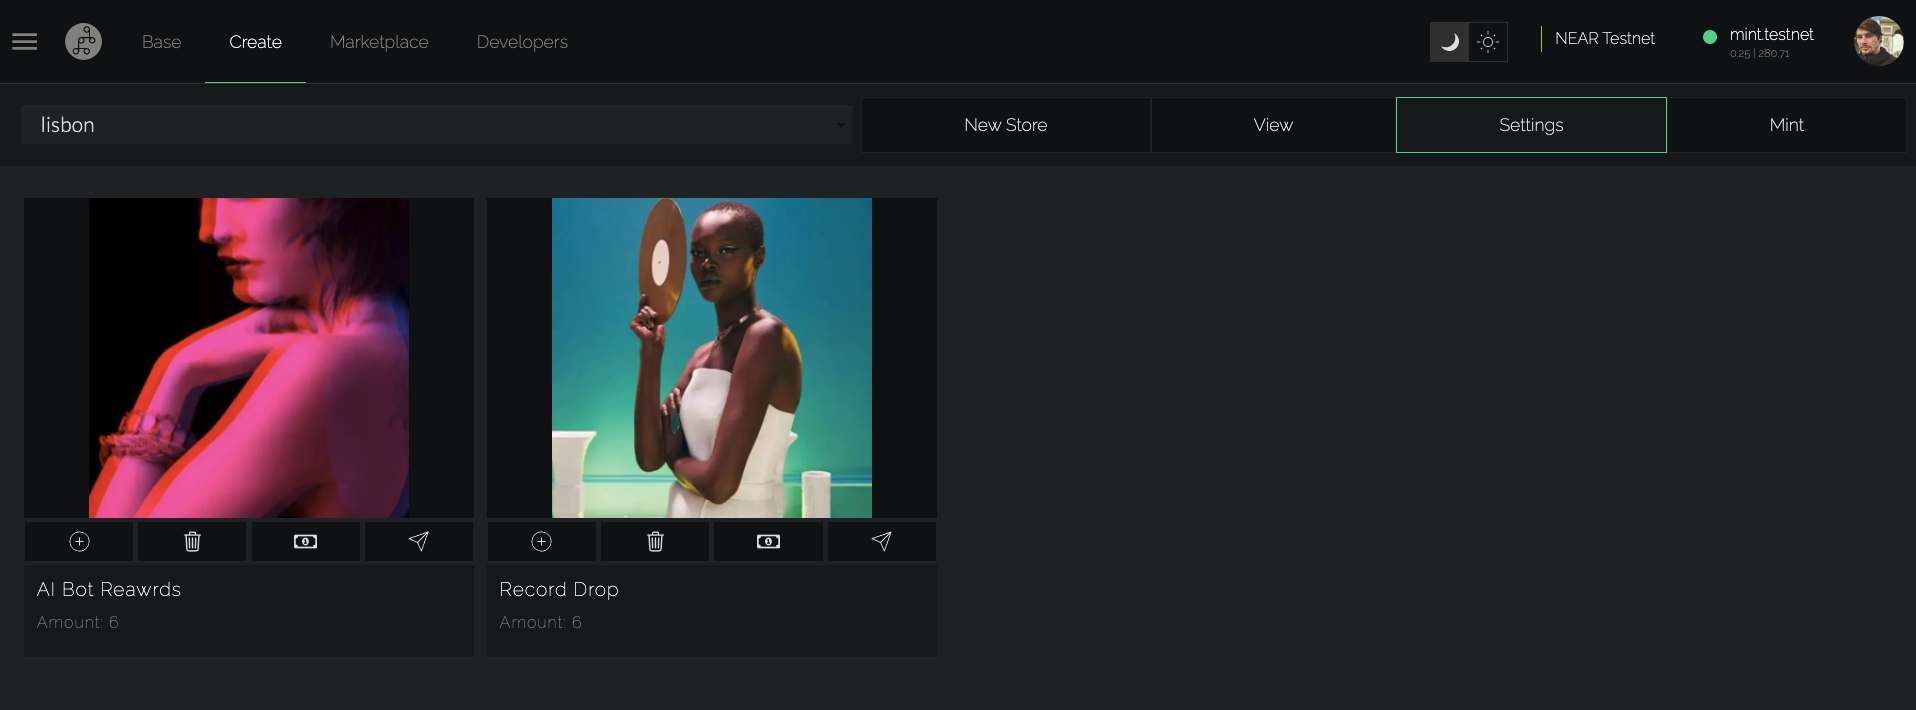 Base
Create
Marketplace
Developers
NEAR Testnet
mint.testnet
0.25 | 280.71
lisbon
New Store
View
Settings
Mint
AI Bot Reawrds
Amount: 6
Record Drop
Amount: 6